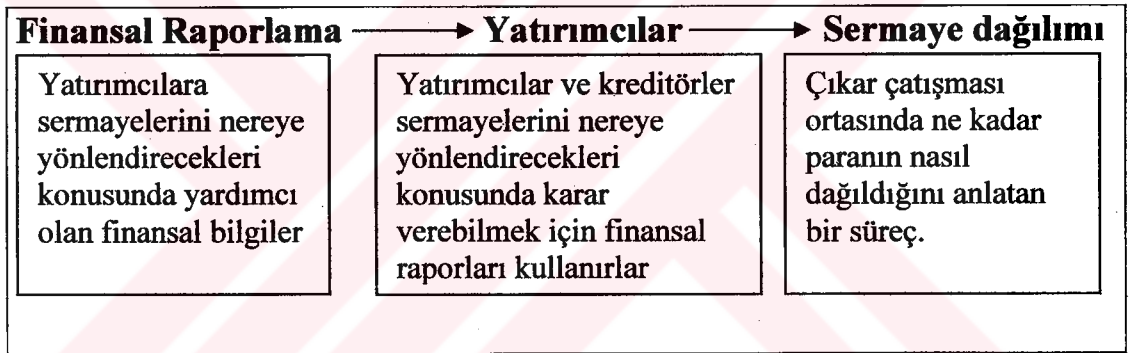 Finansal Raporlama → Yatırımcılar → Sermaye dağılımı
Yatırımcılara
sermayelerini nereye
yönlendirecekleri
konusunda yardımcı
olan finansal bilgiler
Yatırımcılar ve kreditörler
sermayelerini nereye
yönlendirecekleri
konusunda karar
verebilmek için finansal
raporları kullanırlar
Çıkar çatışması
ortasında ne kadar
paranın nasıl
dağıldığını anlatan
bir süreç.